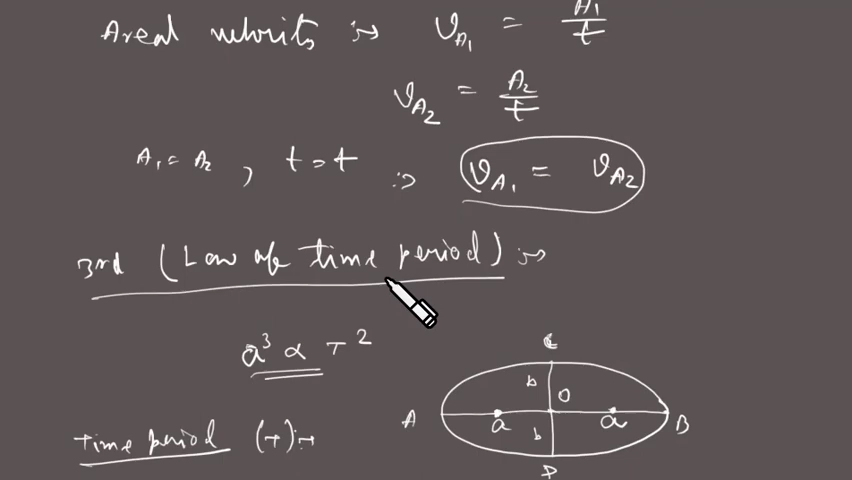 Areal velocity :→ v_A₁ = A₁/t
v_A₂ = A₂/t
A₁ = A₂ , t = t :→ v_A₁ = v_A₂
3rd (Law of time period) :→
a³ ∝ T²
C
b
O
A a a B
b
Time period (T) :→
D